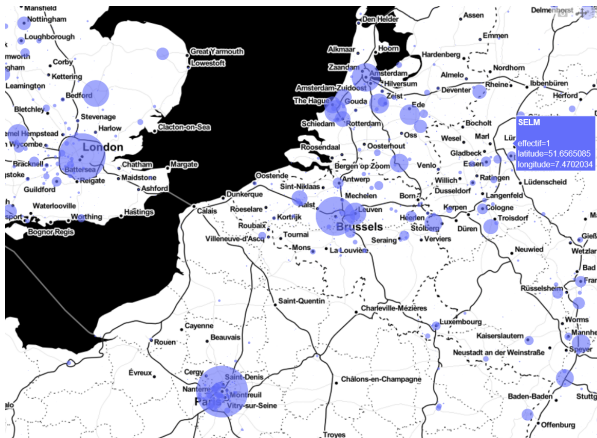 Mansfield
Den Helder
Assen
Nottingham
Loughborough
Emmen
Great Yarmouth
Alkmaar
Hoorn
Hardenberg
Corby
Lowestoft
Zaandam
Nordhorn
Kettering
Amsterdam
Almelo
Ibbenbüren
Leamington
Amsterdam-Zuidoost
Hilversum
Deventer
Rheine
Bedford
The Hague
Gouda
Zeist
Herford
Bletchley
Ede
Stevenage
Schiedam
Rotterdam
Bocholt
SELM
Hemel Hempstead
Harlow
Clacton-on-Sea
Oss
Wesel
Marl
Wycombe
London
Roosendaal
Oosterhout
Gladbeck
effectif=1
Bracknell
Battersea
Chatham
Margate
Bergen op Zoom
Venlo
Essen
latitude=51.6565085
Reigate
Maidstone
Oostende
Antwerp
Willich
Ratingen
longitude=7.4702034
Guildford
Ashford
Sint-Niklaas
Dusseldorf
Lüdenscheid
Dunkerque
Mechelen
Born
Langenfeld
Waterlooville
Hastings
Calais
Roeselare
Aalst
Leuven
Heerlen
Kerpen
Cologne
Worthing
Kortrijk
Brussels
Stolberg
Troisdorf
Bognor Regis
Roubaix
Düren
Villeneuve-d'Ascq
Tournai
Seraing
Verviers
Mons
La Louvière
Neuwied
Wetzlar
Bad
Saint-Quentin
Rüsselsheim
Charleville-Mézières
Cayenne
Luxembourg
Worms
Rouen
Beauvais
Kaiserslautern
Neustadt an der Weinstraße
Speyer
Évreux
Cergy
Saint-Denis
Nanterre
Châlons-en-Champagne
Montreuil
Baden-Baden
Paris
Vitry-sur-Seine
Offenburg
Troyes